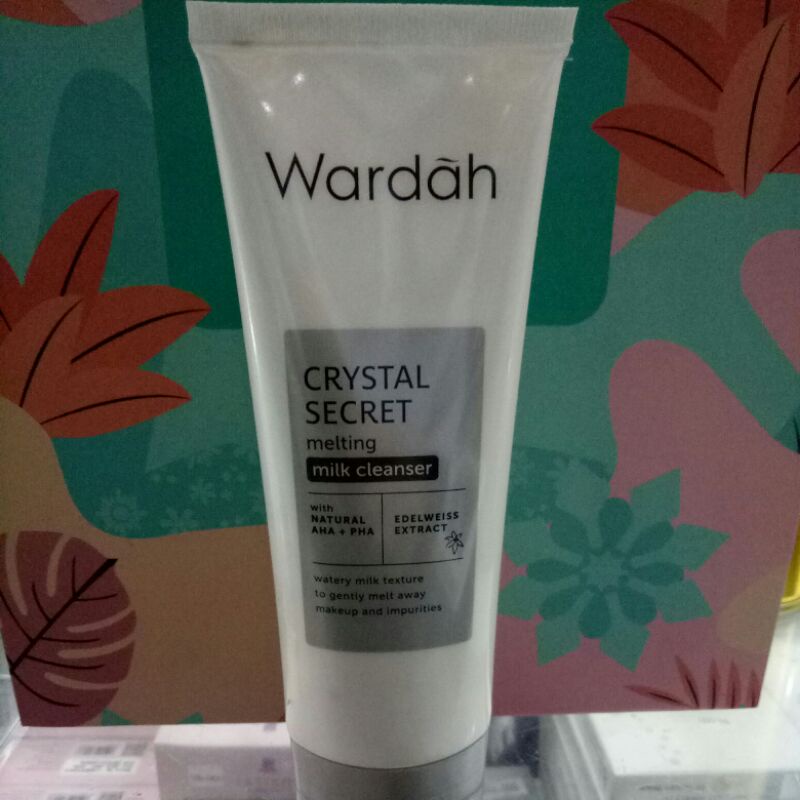 Wardãh
CRYSTAL
SECRET
melting
milk cleanser
with
NATURAL
AHA + PHA
EDELWEISS
EXTRACT
watery milk texture
to gently melt away
makeup and impurities